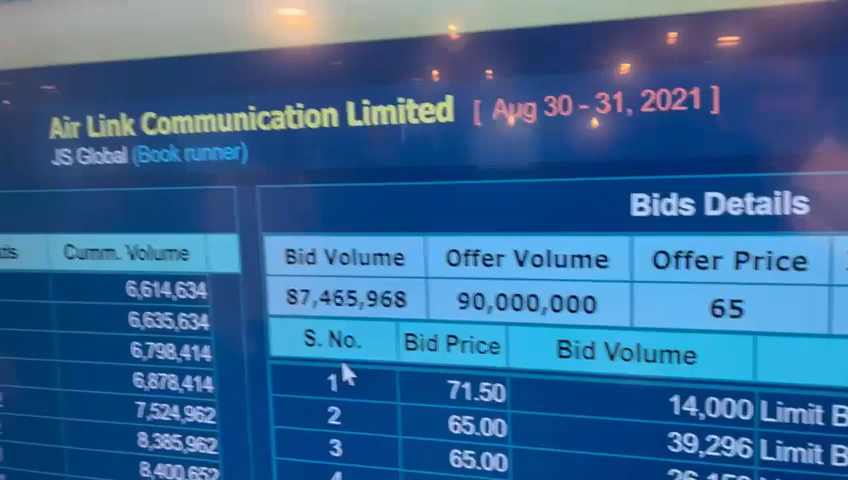 Air Link Communication Limited [ Aug 30 - 31, 2021 ]
JS Global (Book runner)
Cumm. Volume
6,614,634
6,635,634
6,798,414
6,878,414
7,524,962
8,385,962
8,400,652
Bids Details
Bid Volume Offer Volume Offer Price
87,465,968 90,000,000 65
S. No. Bid Price Bid Volume
1 71.50 14,000 Limit B
2 65.00 39,296 Limit B
3 65.00
4